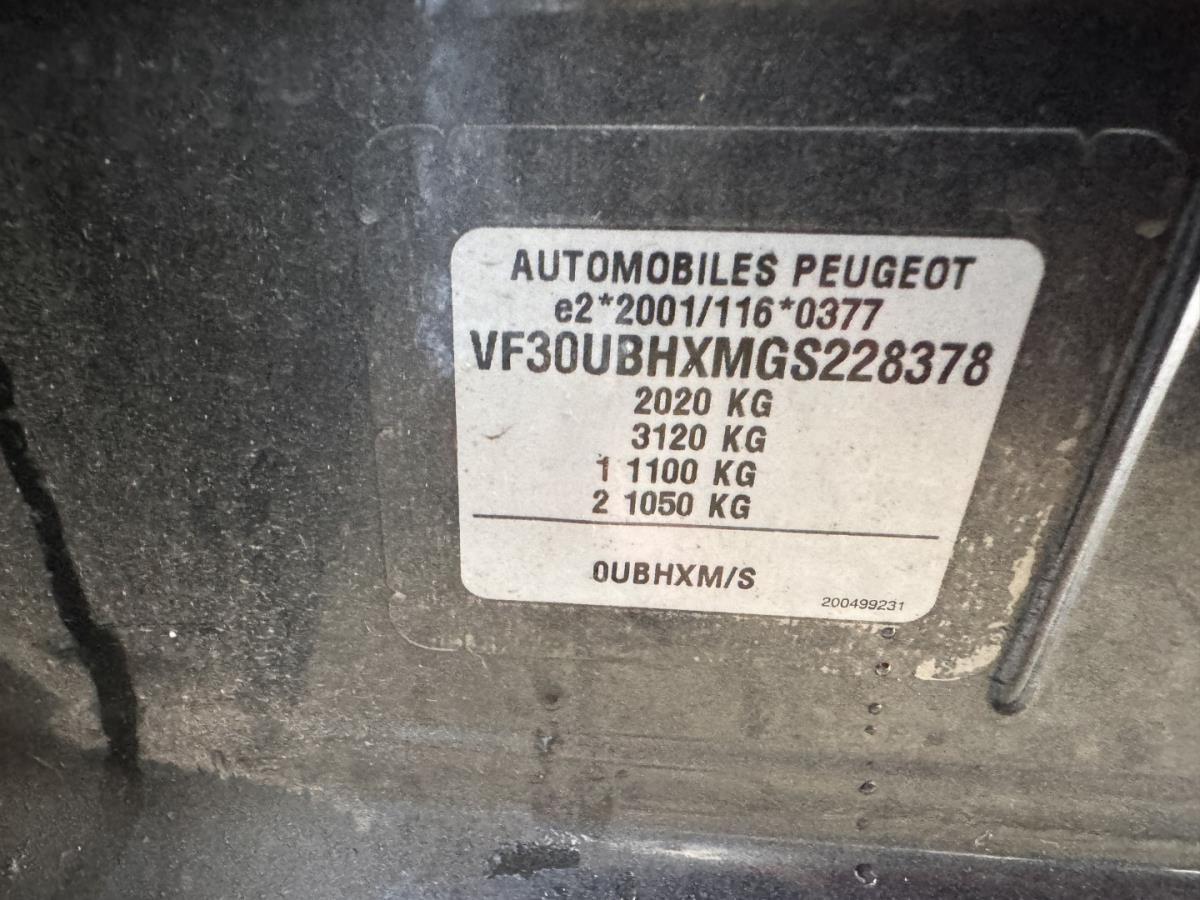 AUTOMOBILES PEUGEOT
e2*2001/116*0377
VF30UBHXMGS228378
2020 KG
3120 KG
1 1100 KG
2 1050 KG
0UBHXM/S
200499231